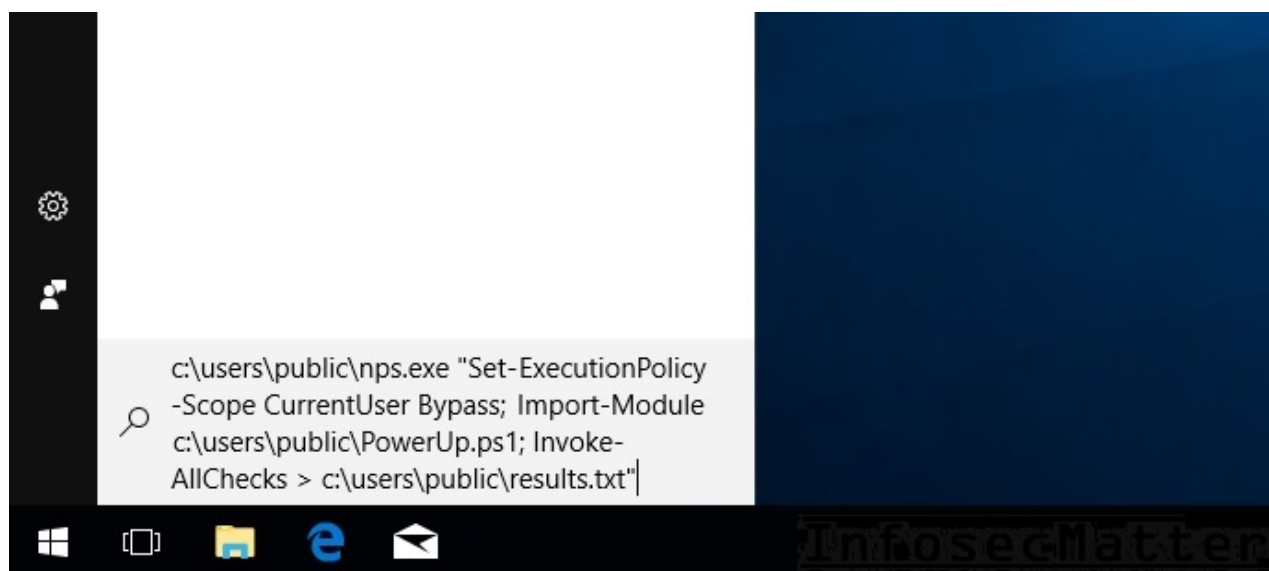 c:\users\public\nps.exe "Set-ExecutionPolicy
-Scope CurrentUser Bypass; Import-Module
c:\users\public\PowerUp.ps1; Invoke-
AllChecks > c:\users\public\results.txt"
InfosecMatter